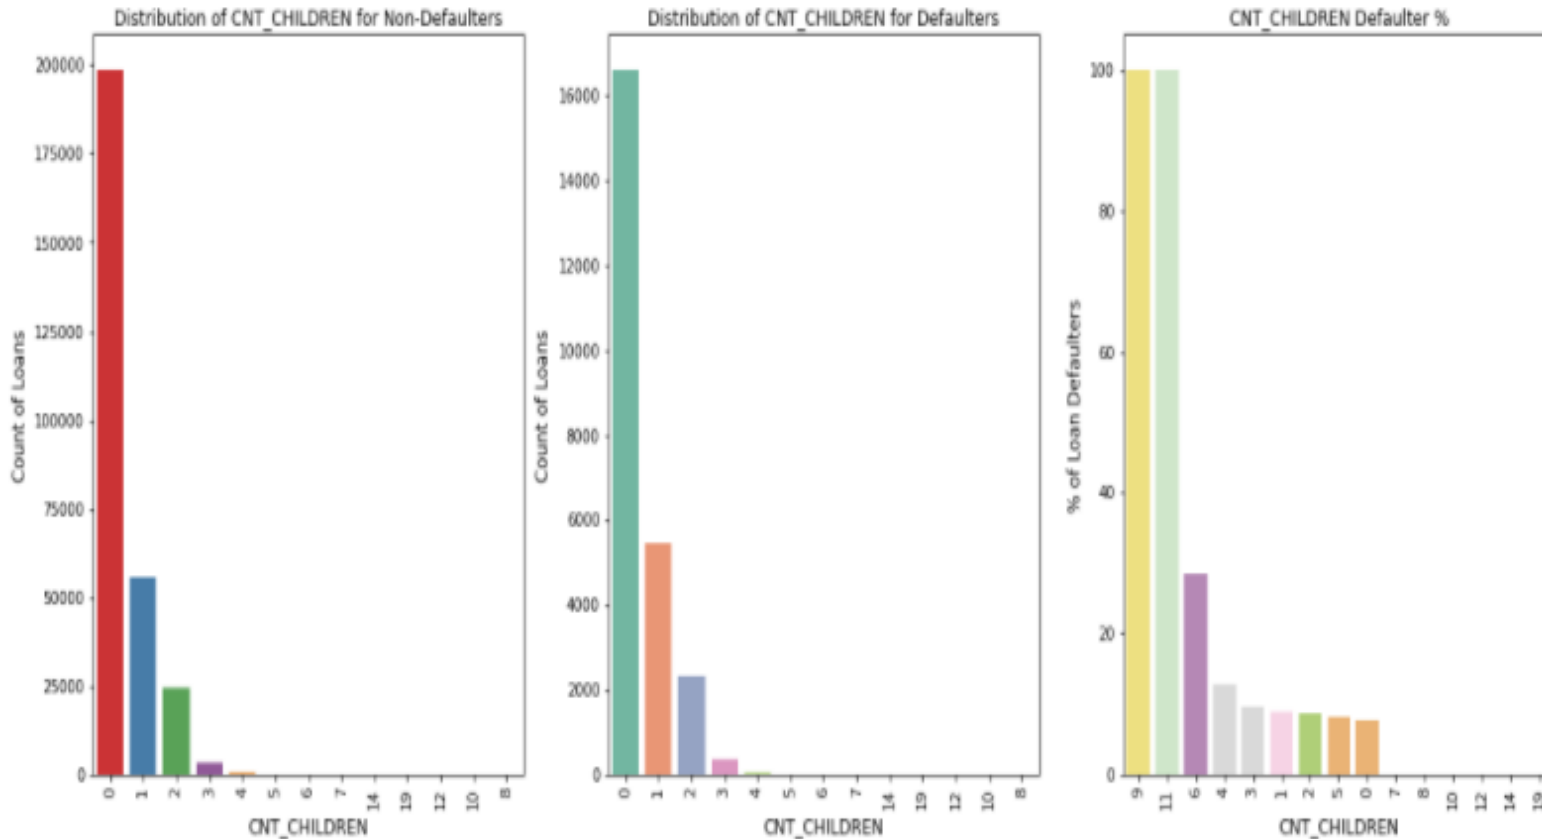 Distribution of CNT_CHILDREN for Non-Defaulters
Count of Loans
200000
175000
150000
125000
100000
75000
50000
25000
0
0 1 2 3 4 5 6 7 14 19 12 10 8
CNT_CHILDREN
Distribution of CNT_CHILDREN for Defaulters
Count of Loans
16000
14000
12000
10000
8000
6000
4000
2000
0
0 1 2 3 4 5 6 7 14 19 12 10 8
CNT_CHILDREN
CNT_CHILDREN Defaulter %
% of Loan Defaulters
100
80
60
40
20
0
9 11 6 4 3 1 2 5 0 7 8 10 12 14 19
CNT_CHILDREN